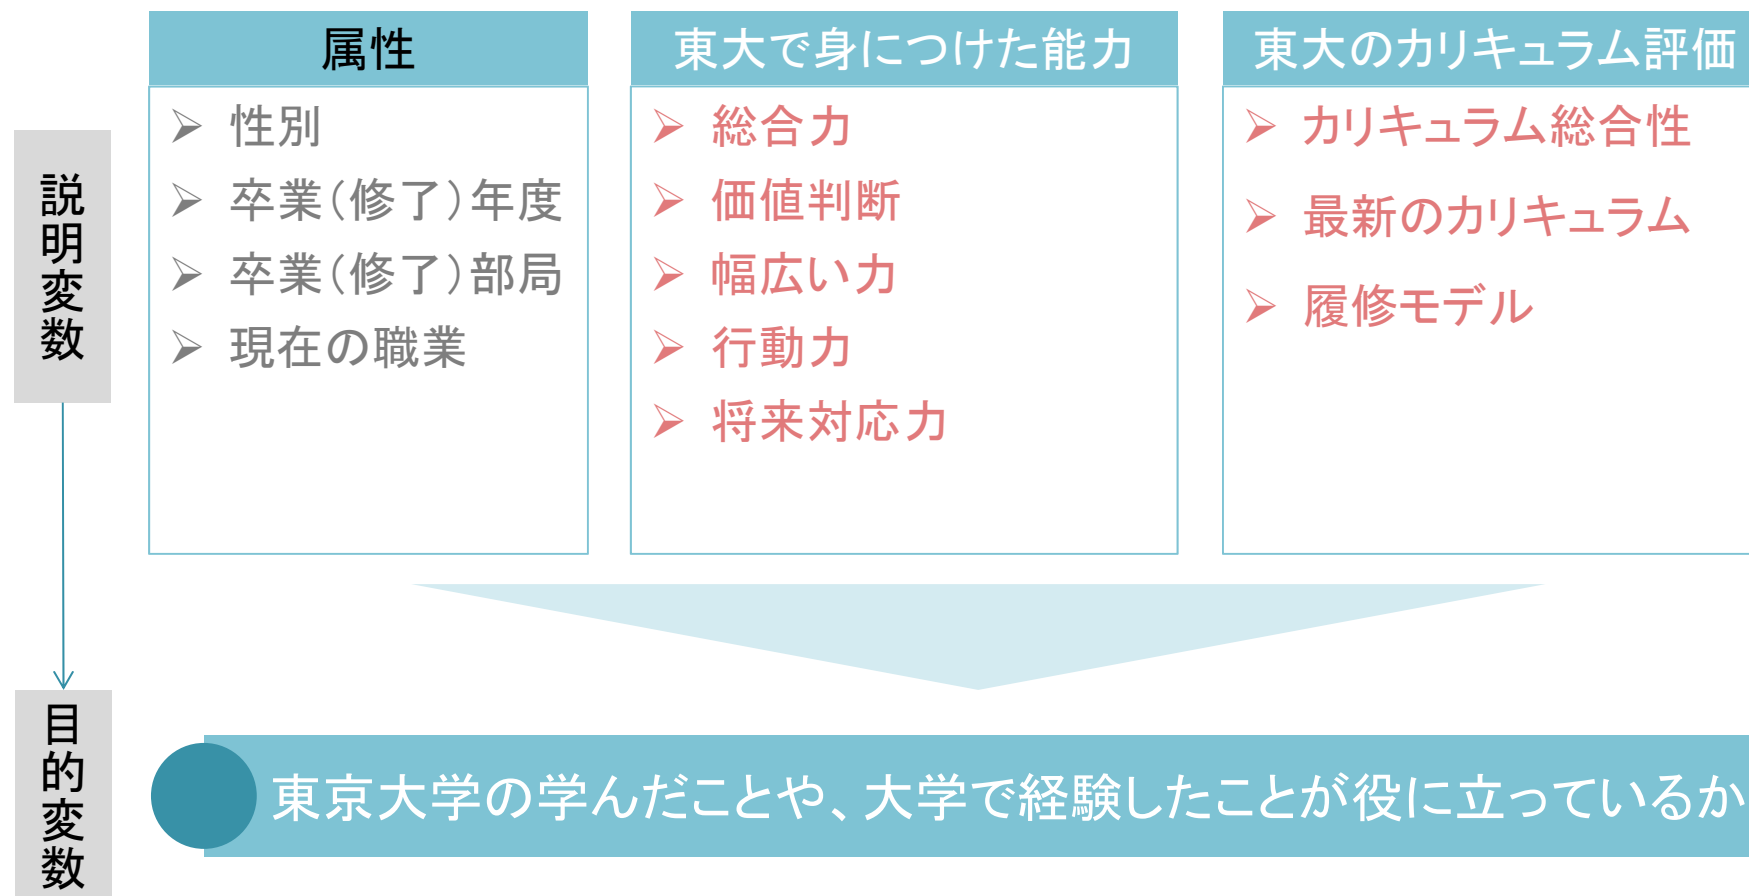 説明変数
属性
性別
卒業(修了)年度
卒業(修了)部局
現在の職業
東大で身につけた能力
総合力
価値判断
幅広い力
行動力
将来対応力
東大のカリキュラム評価
カリキュラム総合性
最新のカリキュラム
履修モデル
目的変数
東京大学の学んだことや、大学で経験したことが役に立っているか